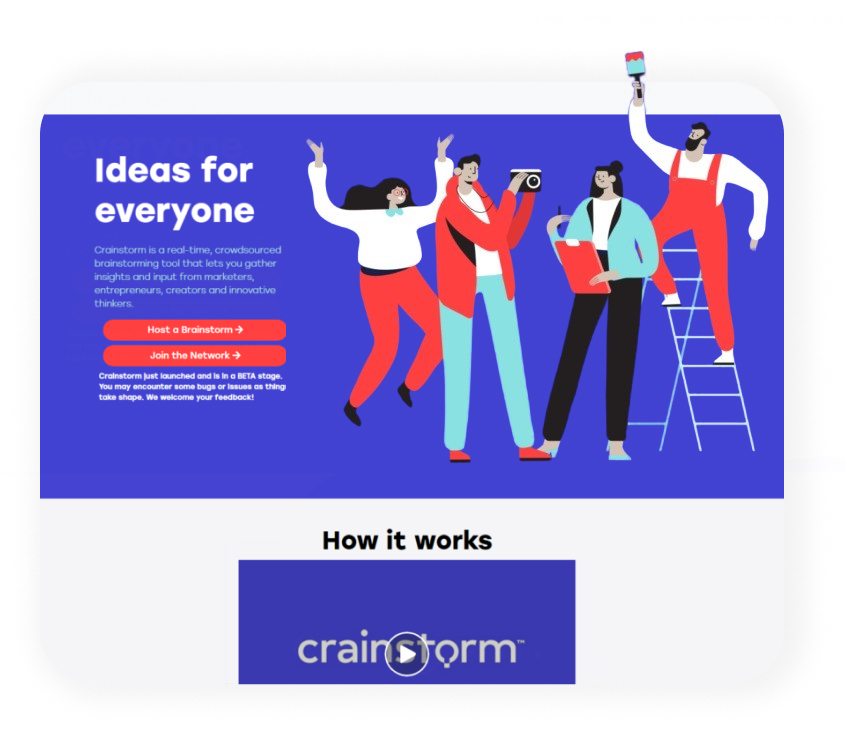 Ideas for
everyone
Crainstorm is a real-time, crowdsourced
brainstorming tool that lets you gather
insights and input from marketers,
entrepreneurs, creators and innovative
thinkers.
Host a Brainstorm →
Join the Network →
Crainstorm just launched and is in a BETA stage.
You may encounter some bugs or issues as things
take shape. We welcome your feedback!
How it works
crainstorm™